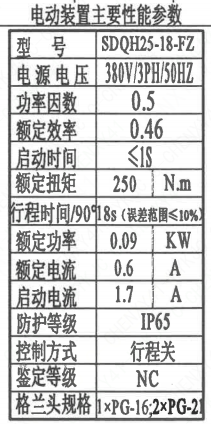 电动装置主要性能参数
型 号 SDQH25-18-FZ
电源电压 380V/3PH/50HZ
功率因数 0.5
额定效率 0.46
启动时间 ≤1S
额定扭矩 250 N.m
行程时间/90° 18s（误差范围≤10%）
额定功率 0.09 KW
额定电流 0.6 A
启动电流 1.7 A
防护等级 IP65
控制方式 行程关
鉴定等级 NC
格兰头规格 1×PG-16;2×PG-21